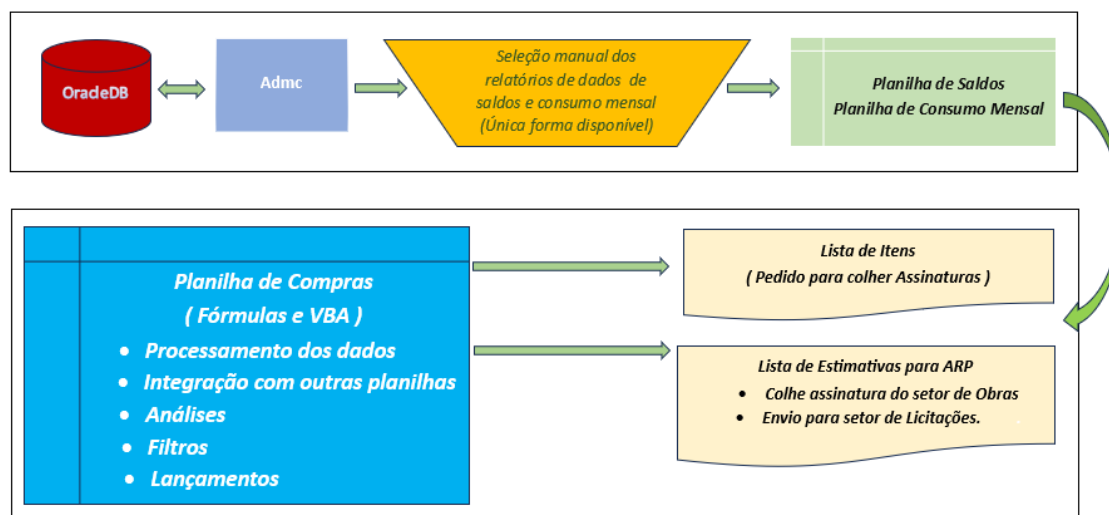 OracleDB
Admc
Seleção manual dos
relatórios de dados de
saldos e consumo mensal
(Única forma disponível)
Planilha de Saldos
Planilha de Consumo Mensal
Planilha de Compras
( Fórmulas e VBA )
• Processamento dos dados
• Integração com outras planilhas
• Análises
• Filtros
• Lançamentos
Lista de Itens
( Pedido para colher Assinaturas )
Lista de Estimativas para ARP
• Colhe assinatura do setor de Obras
• Envio para setor de Licitações.